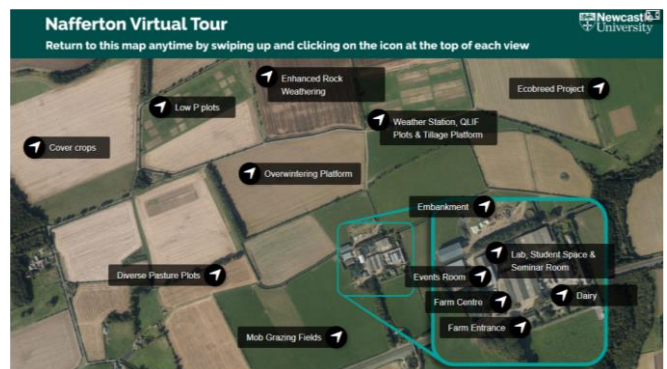 Nafferton Virtual Tour
Return to this map anytime by swiping up and clicking on the icon at the top of each view
Newcastle
University
Enhanced Rock
Weathering
Ecobreed Project
Low P plots
Weather Station, QLIF
Plots & Tillage Platform
Cover crops
Overwintering Platform
Embankment
Lab, Student Space &
Seminar Room
Diverse Pasture Plots
Events Room
Dairy
Farm Centre
Farm Entrance
Mob Grazing Fields